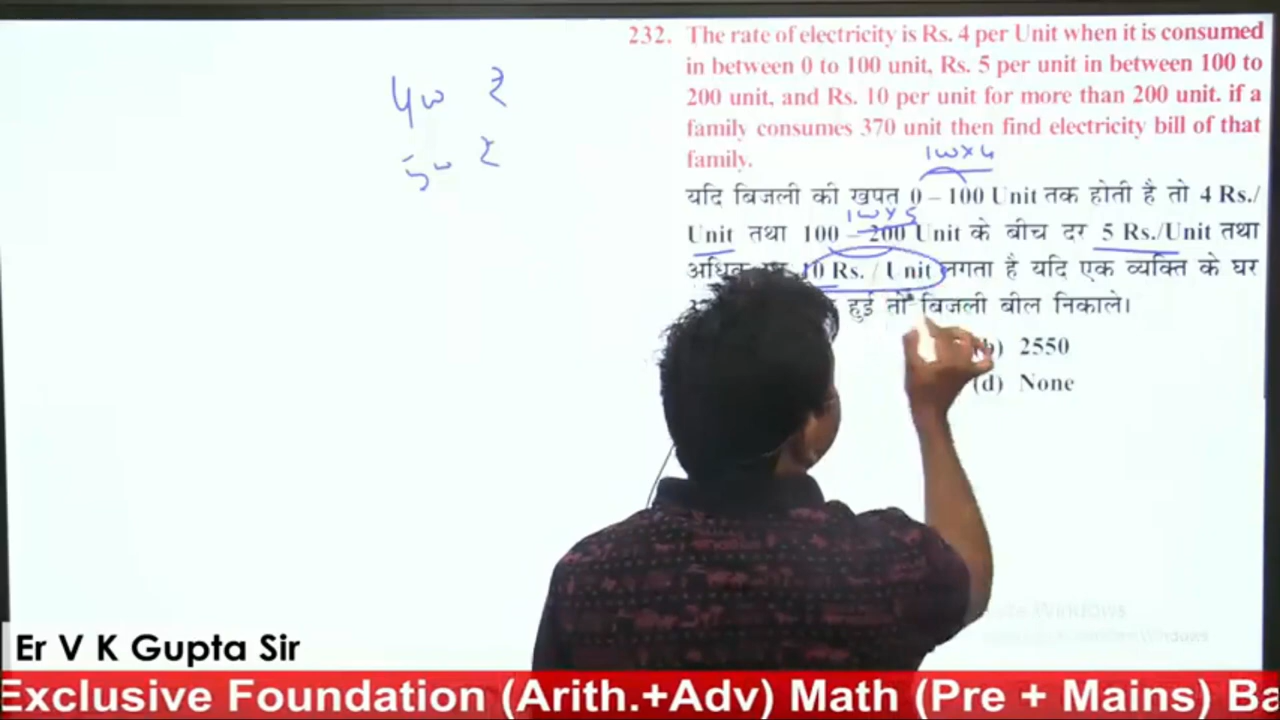 232. The rate of electricity is Rs. 4 per Unit when it is consumed
in between 0 to 100 unit, Rs. 5 per unit in between 100 to
200 unit, and Rs. 10 per unit for more than 200 unit. if a
family consumes 370 unit then find electricity bill of that
family.
100×4
यदि बिजली की खपत 0 – 100 Unit तक होती है तो 4 Rs./
100×5
Unit तथा 100 – 200 Unit के बीच दर 5 Rs./Unit तथा
अधिक 10 Rs. / Unit लगता है यदि एक व्यक्ति के घर
हुई तो बिजली बील निकाले।
(b) 2550
(d) None
400 ₹
500 ₹
Er V K Gupta Sir
Exclusive Foundation (Arith.+Adv) Math (Pre + Mains) Ba